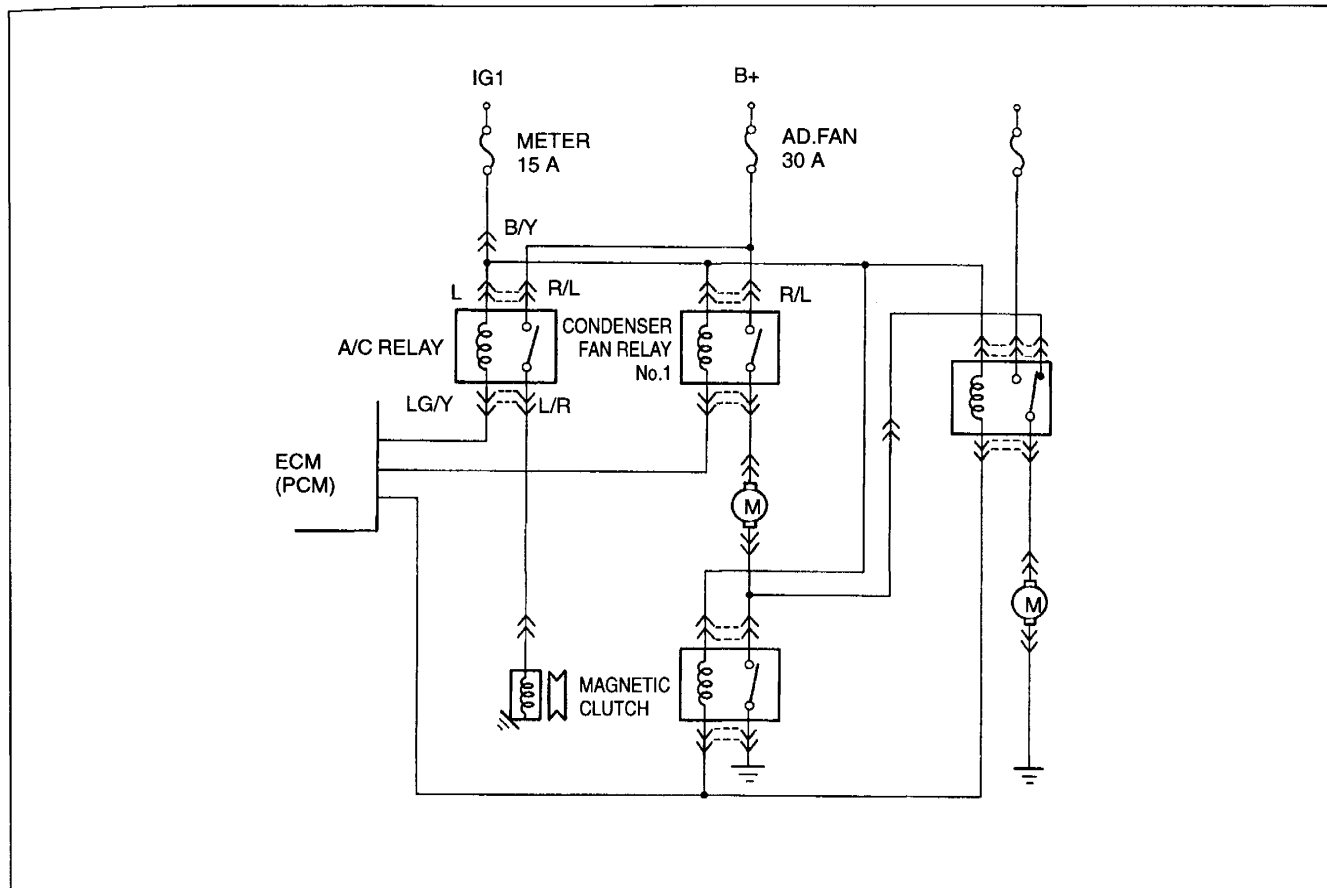 IG1
B+
METER
15 A
AD.FAN
30 A
B/Y
L
R/L
R/L
A/C RELAY
CONDENSER
FAN RELAY
No.1
LG/Y
L/R
ECM
(PCM)
M
M
MAGNETIC
CLUTCH